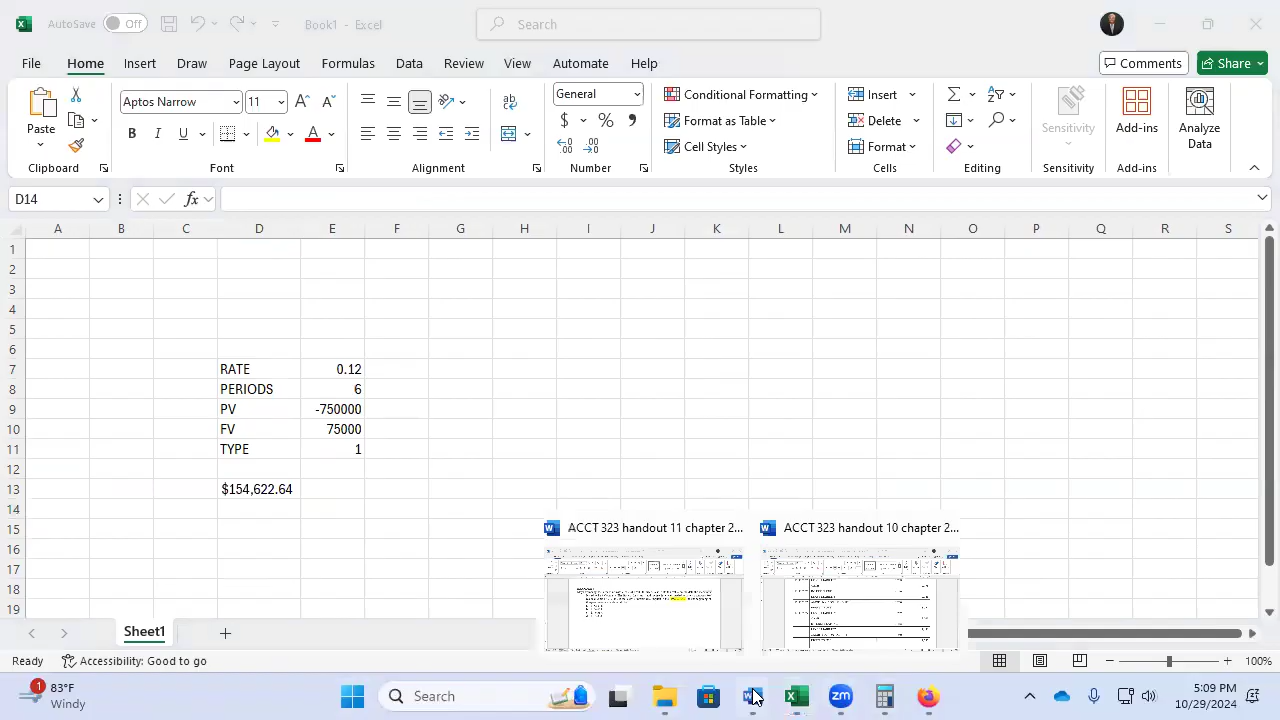 AutoSave Off Book1 - Excel Search
File Home Insert Draw Page Layout Formulas Data Review View Automate Help Comments Share
Aptos Narrow 11 General Conditional Formatting Insert
Paste B I U A $ % , Format as Table Delete Sensitivity Add-ins Analyze Data
Cell Styles Format
Clipboard Font Alignment Number Styles Cells Editing Sensitivity Add-ins
D14 fx
A B C D E F G H I J K L M N O P Q R S
1
2
3
4
5
6
7 RATE 0.12
8 PERIODS 6
9 PV -750000
10 FV 75000
11 TYPE 1
12
13 $154,622.64
14
15 ACCT 323 handout 11 chapter 2... ACCT 323 handout 10 chapter 2...
16
17
18
19
Sheet1
Ready Accessibility: Good to go 100%
1 83°F Search zm 5:09 PM
Windy 10/29/2024